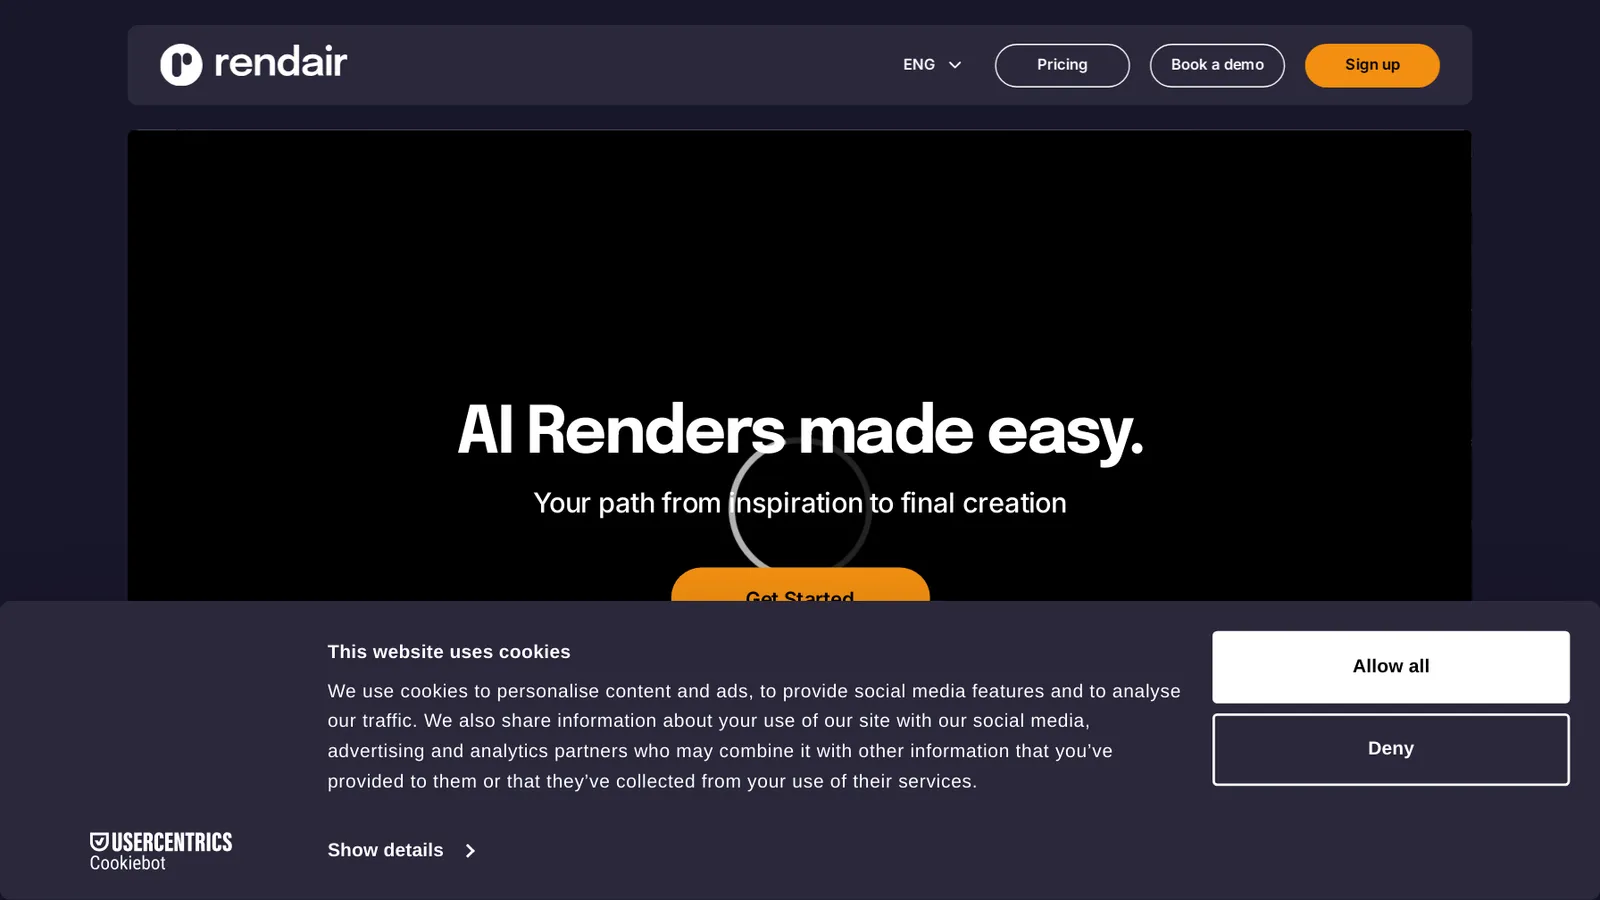 rendair
ENG
Pricing
Book a demo
Sign up
AI Renders made easy.
Your path from inspiration to final creation
Get Started
This website uses cookies
We use cookies to personalise content and ads, to provide social media features and to analyse
our traffic. We also share information about your use of our site with our social media,
advertising and analytics partners who may combine it with other information that you’ve
provided to them or that they’ve collected from your use of their services.
Allow all
Deny
Show details
USERCENTRICS
Cookiebot